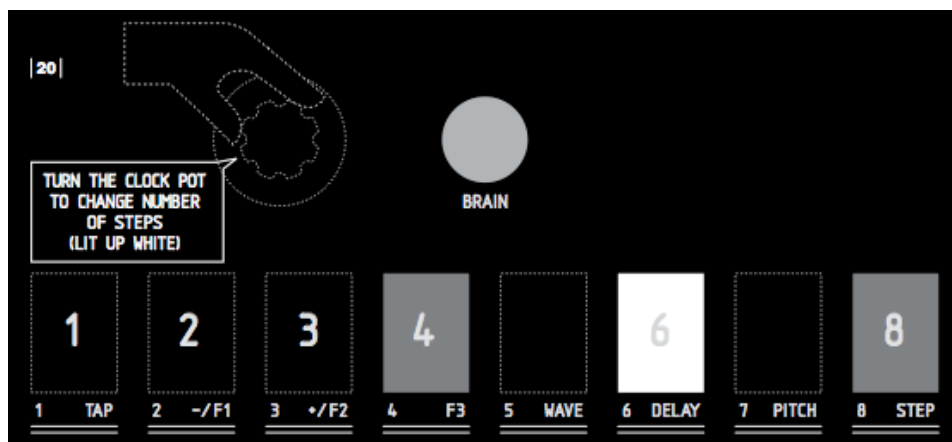 |20|
TURN THE CLOCK POT
TO CHANGE NUMBER
OF STEPS
(LIT UP WHITE)
BRAIN
1 2 3 4 6 8
1 TAP 2 -/F1 3 +/F2 4 F3 5 WAVE 6 DELAY 7 PITCH 8 STEP